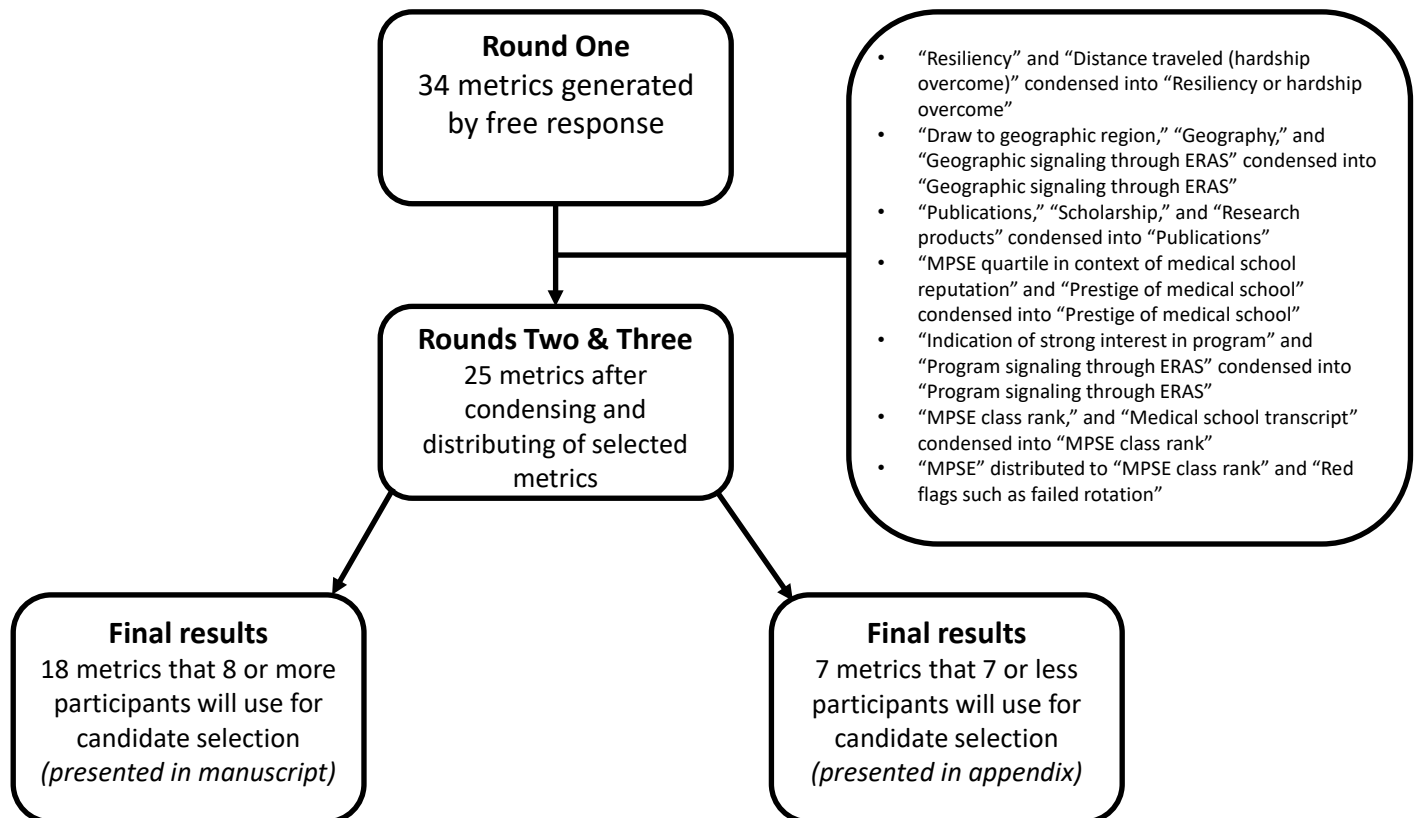 Round One
34 metrics generated
by free response
• “Resiliency” and “Distance traveled (hardship
overcome)” condensed into “Resiliency or hardship
overcome”
• “Draw to geographic region,” “Geography,” and
“Geographic signaling through ERAS” condensed into
“Geographic signaling through ERAS”
• “Publications,” “Scholarship,” and “Research
products” condensed into “Publications”
• “MPSE quartile in context of medical school
reputation” and “Prestige of medical school”
condensed into “Prestige of medical school”
• “Indication of strong interest in program” and
“Program signaling through ERAS” condensed into
“Program signaling through ERAS”
• “MPSE class rank,” and “Medical school transcript”
condensed into “MPSE class rank”
• “MPSE” distributed to “MPSE class rank” and “Red
flags such as failed rotation”
Rounds Two & Three
25 metrics after
condensing and
distributing of selected
metrics
Final results
18 metrics that 8 or more
participants will use for
candidate selection
(presented in manuscript)
Final results
7 metrics that 7 or less
participants will use for
candidate selection
(presented in appendix)